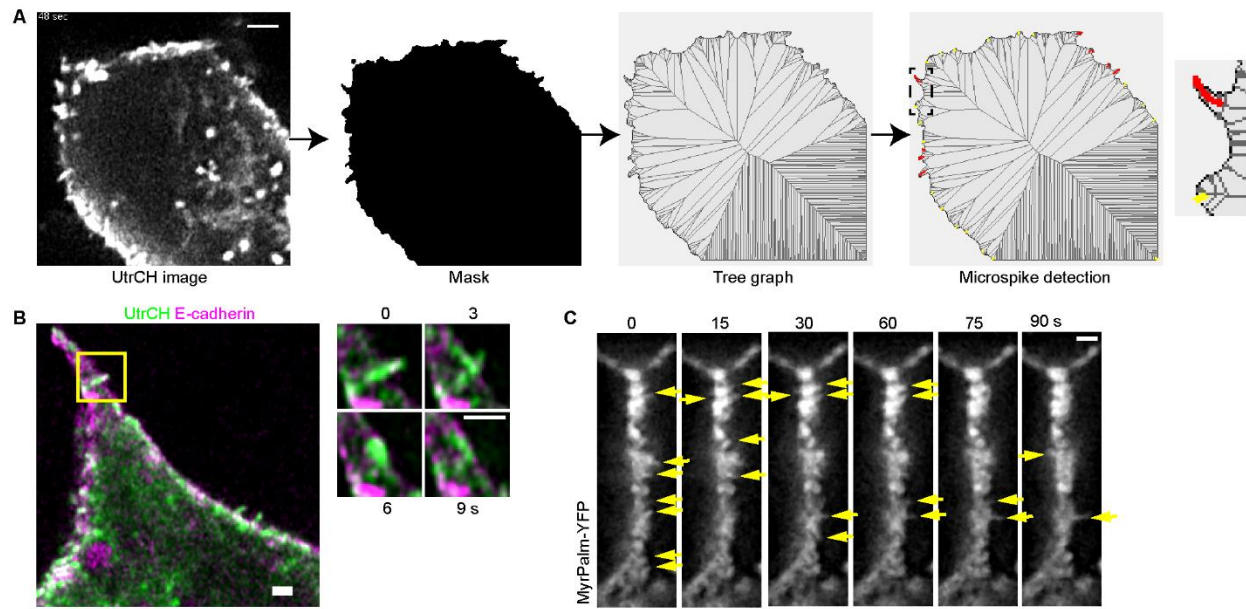 A
48 sec
UtrCH image
Mask
Tree graph
Microspike detection
B
UtrCH E-cadherin
0 3
6 9 s
C
0 15 30 60 75 90 s
MyrPalm-YFP